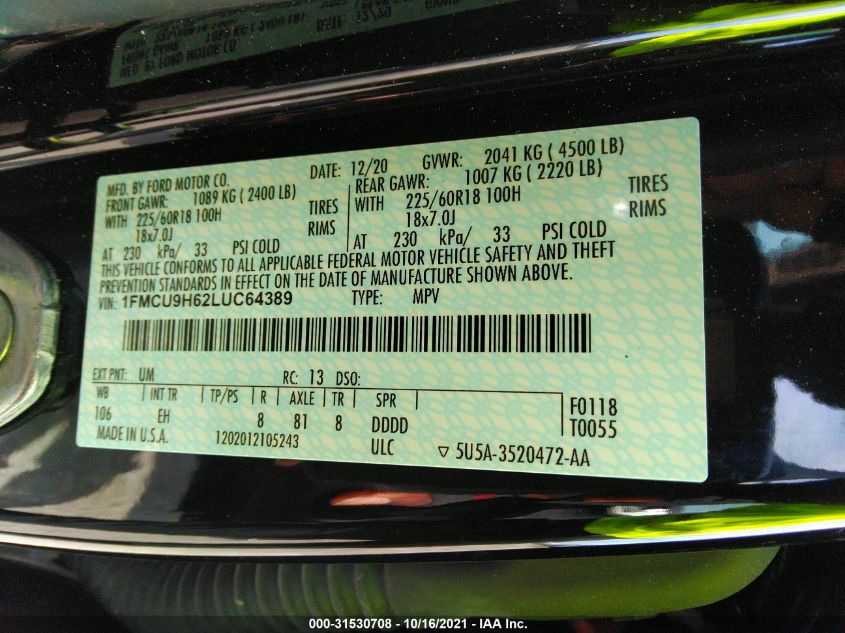 MFD. BY FORD MOTOR CO. DATE: 12/20 GVWR: 2041 KG ( 4500 LB)
FRONT GAWR: 1089 KG ( 2400 LB) REAR GAWR: 1007 KG ( 2220 LB)
WITH 225/60R18 100H TIRES WITH 225/60R18 100H TIRES
18x7.0J RIMS 18x7.0J RIMS
AT 230 kPa/ 33 PSI COLD AT 230 kPa/ 33 PSI COLD
THIS VEHICLE CONFORMS TO ALL APPLICABLE FEDERAL MOTOR VEHICLE SAFETY AND THEFT
PREVENTION STANDARDS IN EFFECT ON THE DATE OF MANUFACTURE SHOWN ABOVE.
VIN: 1FMCU9H62LUC64389 TYPE: MPV
EXT PNT: UM RC: 13 DSO:
WB INT TR TP/PS R AXLE TR SPR
106 EH 8 81 8 DDDD F0118
T0055
MADE IN U.S.A. 1202012105243 ULC ▽ 5U5A-3520472-AA
000-31530708 - 10/16/2021 - IAA Inc.